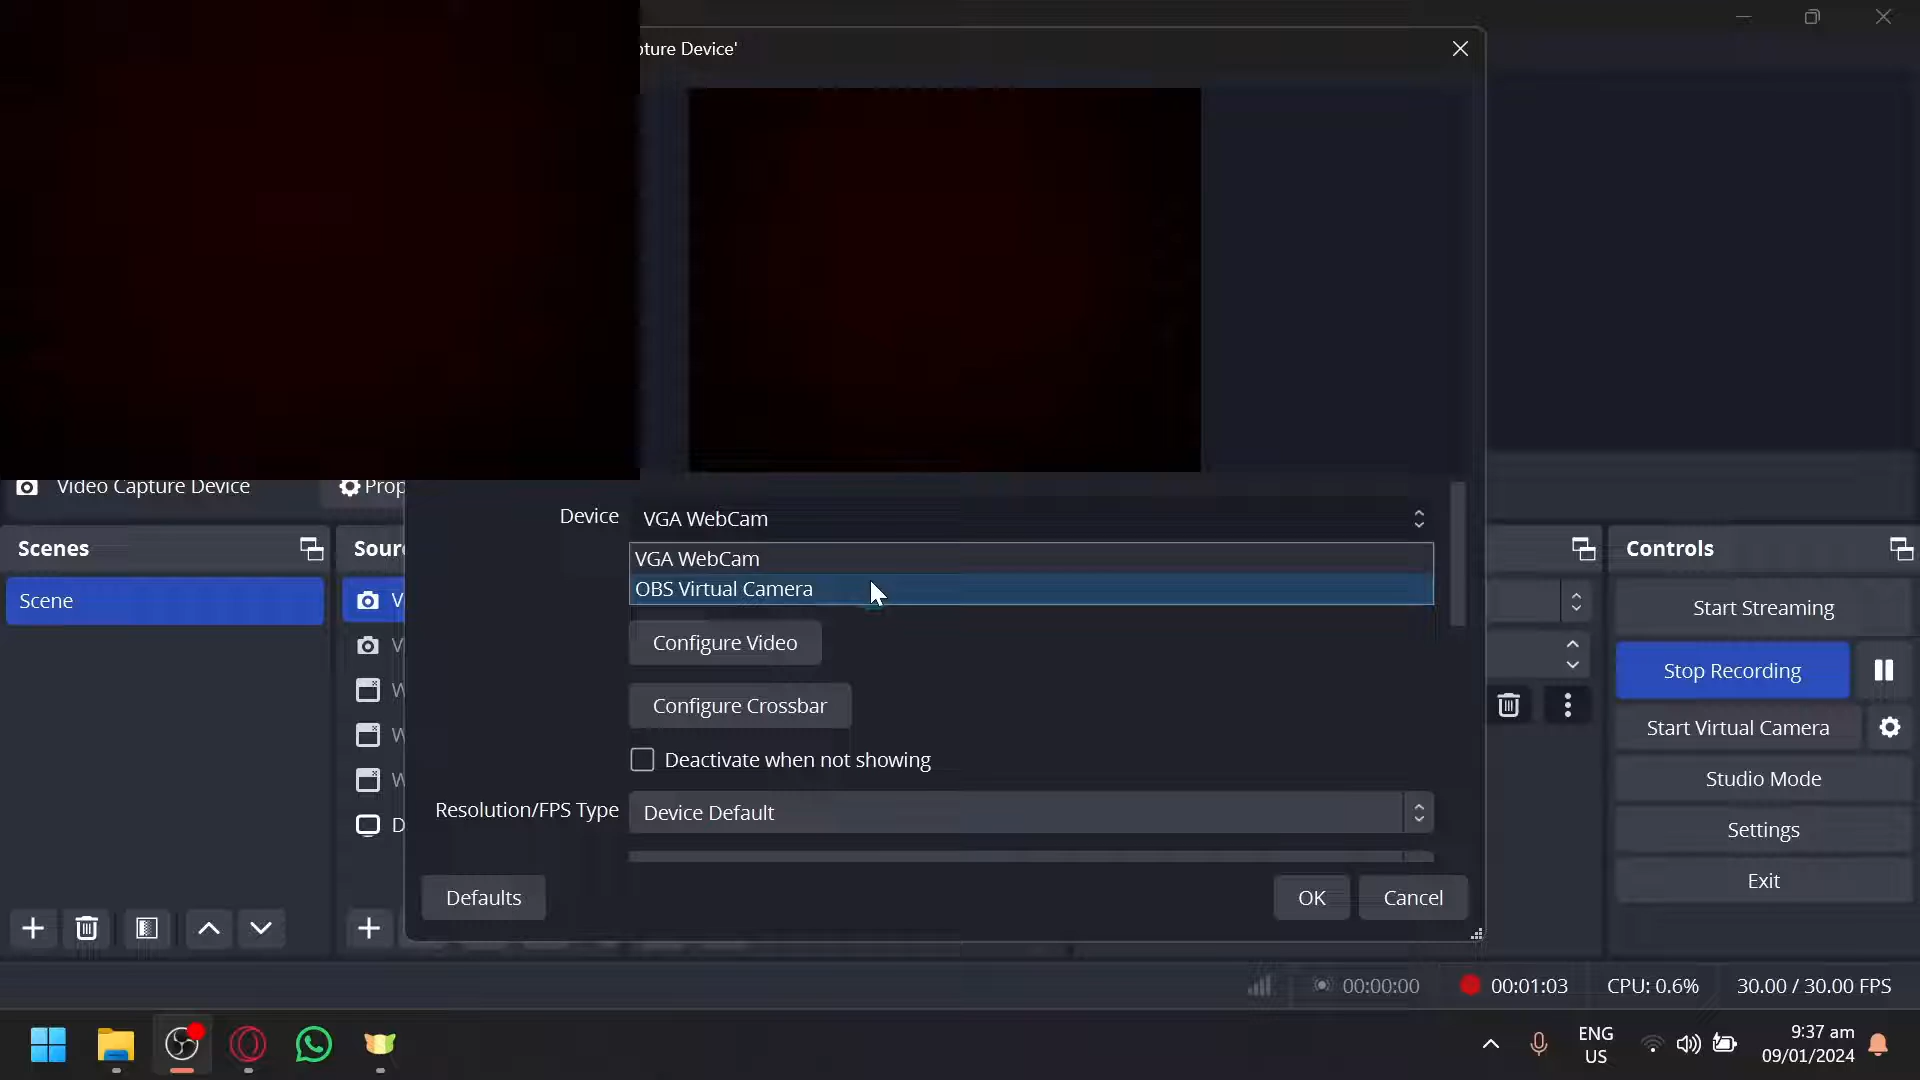 pture Device'
Video Capture Device
Prop
Device
VGA WebCam
VGA WebCam
OBS Virtual Camera
Configure Video
Configure Crossbar
Deactivate when not showing
Resolution/FPS Type
Device Default
Defaults
OK
Cancel
Scenes
Scene
Sour
V
V
W
W
W
D
Controls
Start Streaming
Stop Recording
Start Virtual Camera
Studio Mode
Settings
Exit
00:00:00
00:01:03
CPU: 0.6%
30.00 / 30.00 FPS
ENG
US
9:37 am
09/01/2024